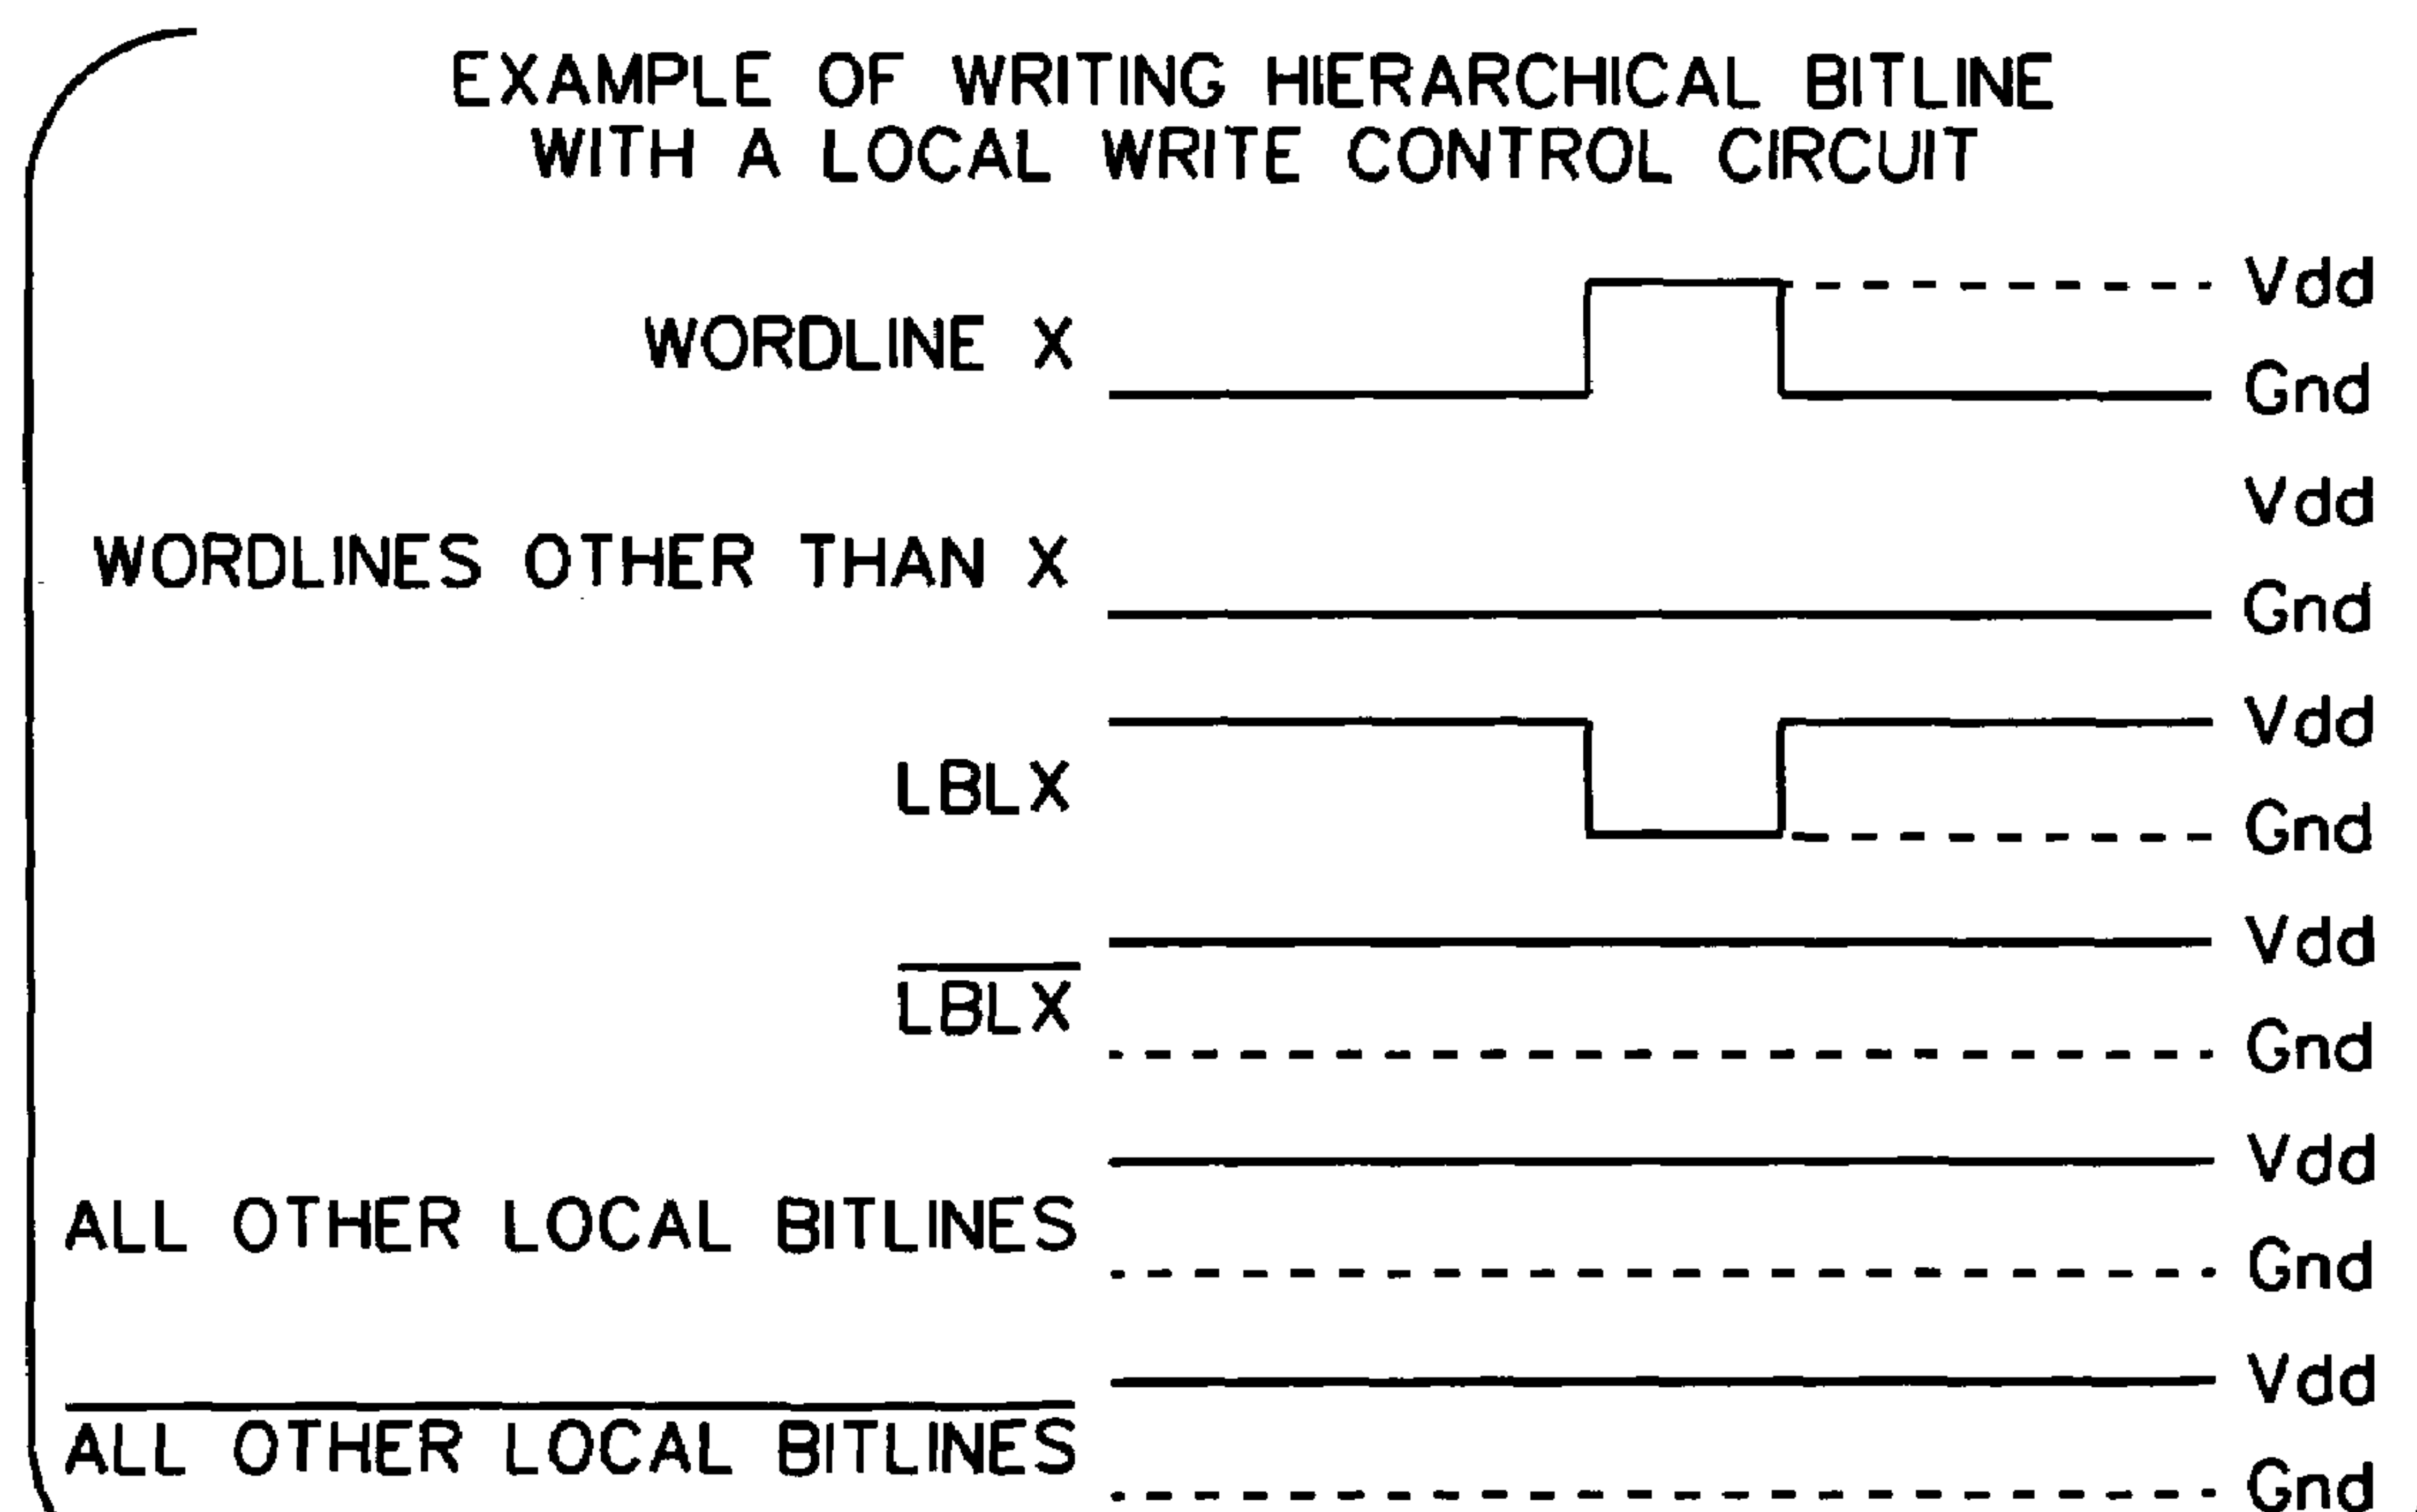 EXAMPLE OF WRITING HIERARCHICAL BITLINE
WITH A LOCAL WRITE CONTROL CIRCUIT
Vdd
WORDLINE X
Gnd
Vdd
WORDLINES OTHER THAN X
Gnd
Vdd
LBLX
Gnd
Vdd
LBLX
Gnd
Vdd
ALL OTHER LOCAL BITLINES
Gnd
Vdd
ALL OTHER LOCAL BITLINES
Gnd